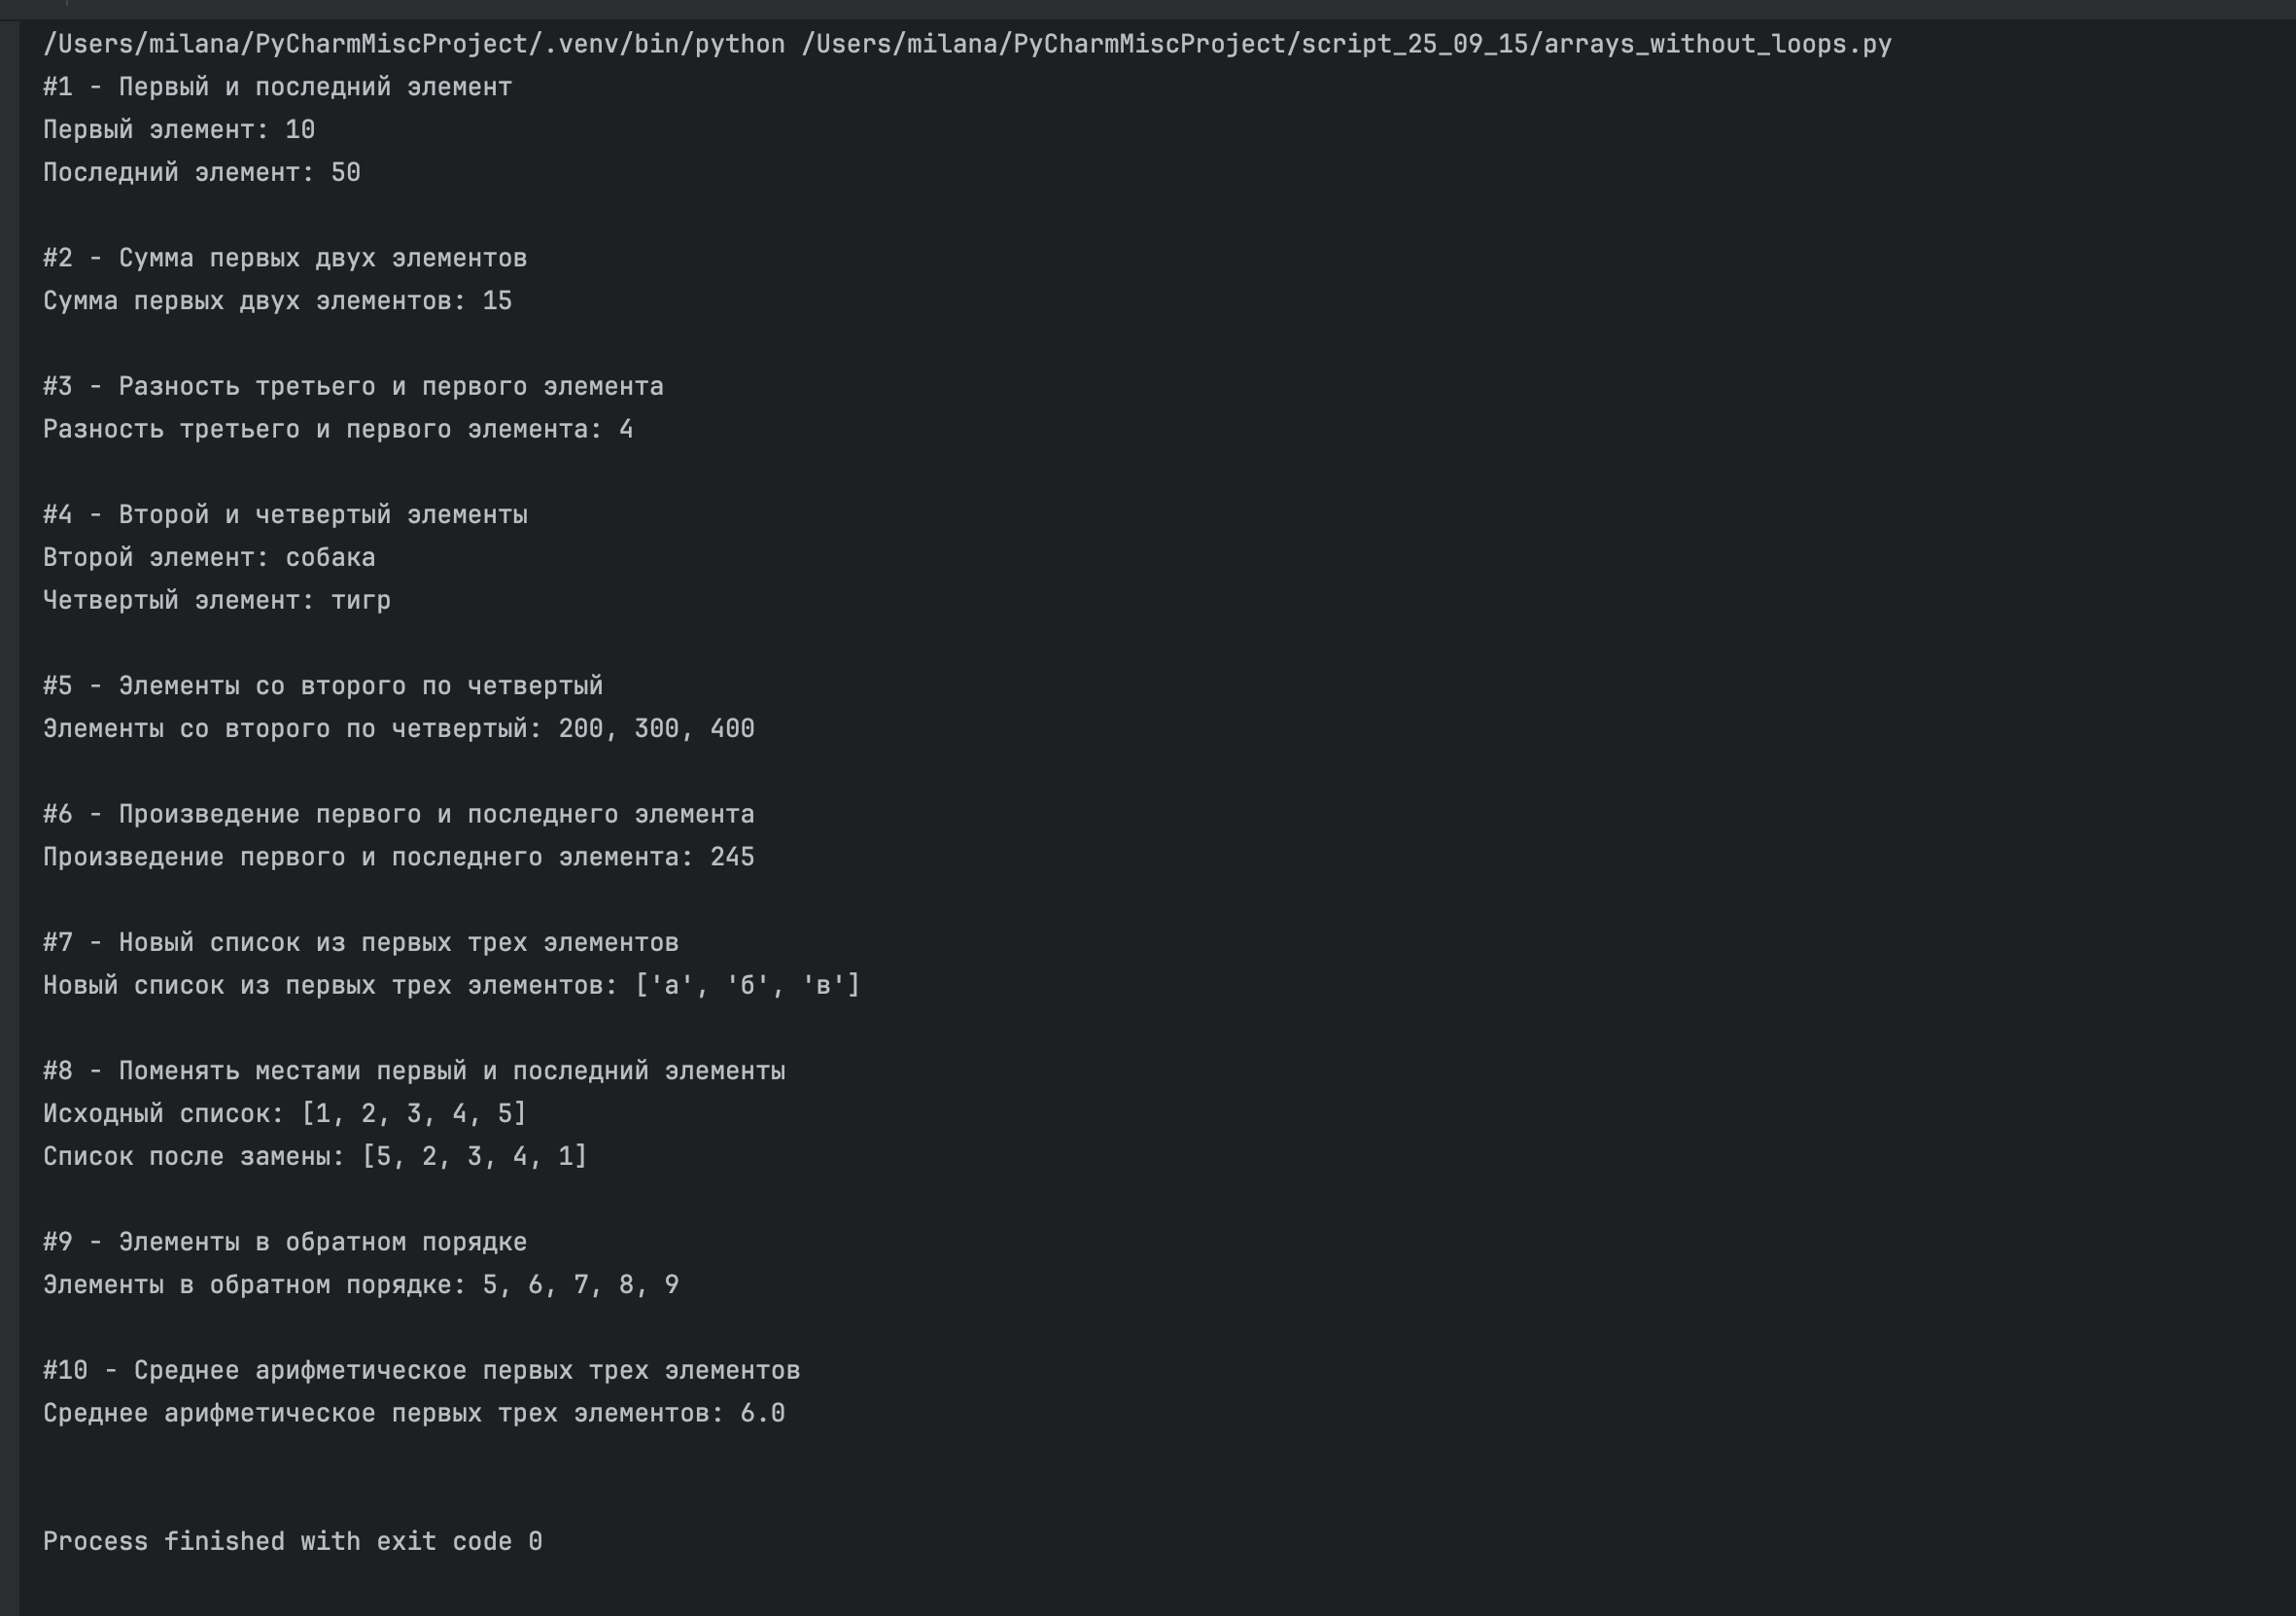 /Users/milana/PyCharmMiscProject/.venv/bin/python /Users/milana/PyCharmMiscProject/script_25_09_15/arrays_without_loops.py
#1 - Первый и последний элемент
Первый элемент: 10
Последний элемент: 50
#2 - Сумма первых двух элементов
Сумма первых двух элементов: 15
#3 - Разность третьего и первого элемента
Разность третьего и первого элемента: 4
#4 - Второй и четвертый элементы
Второй элемент: собака
Четвертый элемент: тигр
#5 - Элементы со второго по четвертый
Элементы со второго по четвертый: 200, 300, 400
#6 - Произведение первого и последнего элемента
Произведение первого и последнего элемента: 245
#7 - Новый список из первых трех элементов
Новый список из первых трех элементов: ['а', 'б', 'в']
#8 - Поменять местами первый и последний элементы
Исходный список: [1, 2, 3, 4, 5]
Список после замены: [5, 2, 3, 4, 1]
#9 - Элементы в обратном порядке
Элементы в обратном порядке: 5, 6, 7, 8, 9
#10 - Среднее арифметическое первых трех элементов
Среднее арифметическое первых трех элементов: 6.0
Process finished with exit code 0